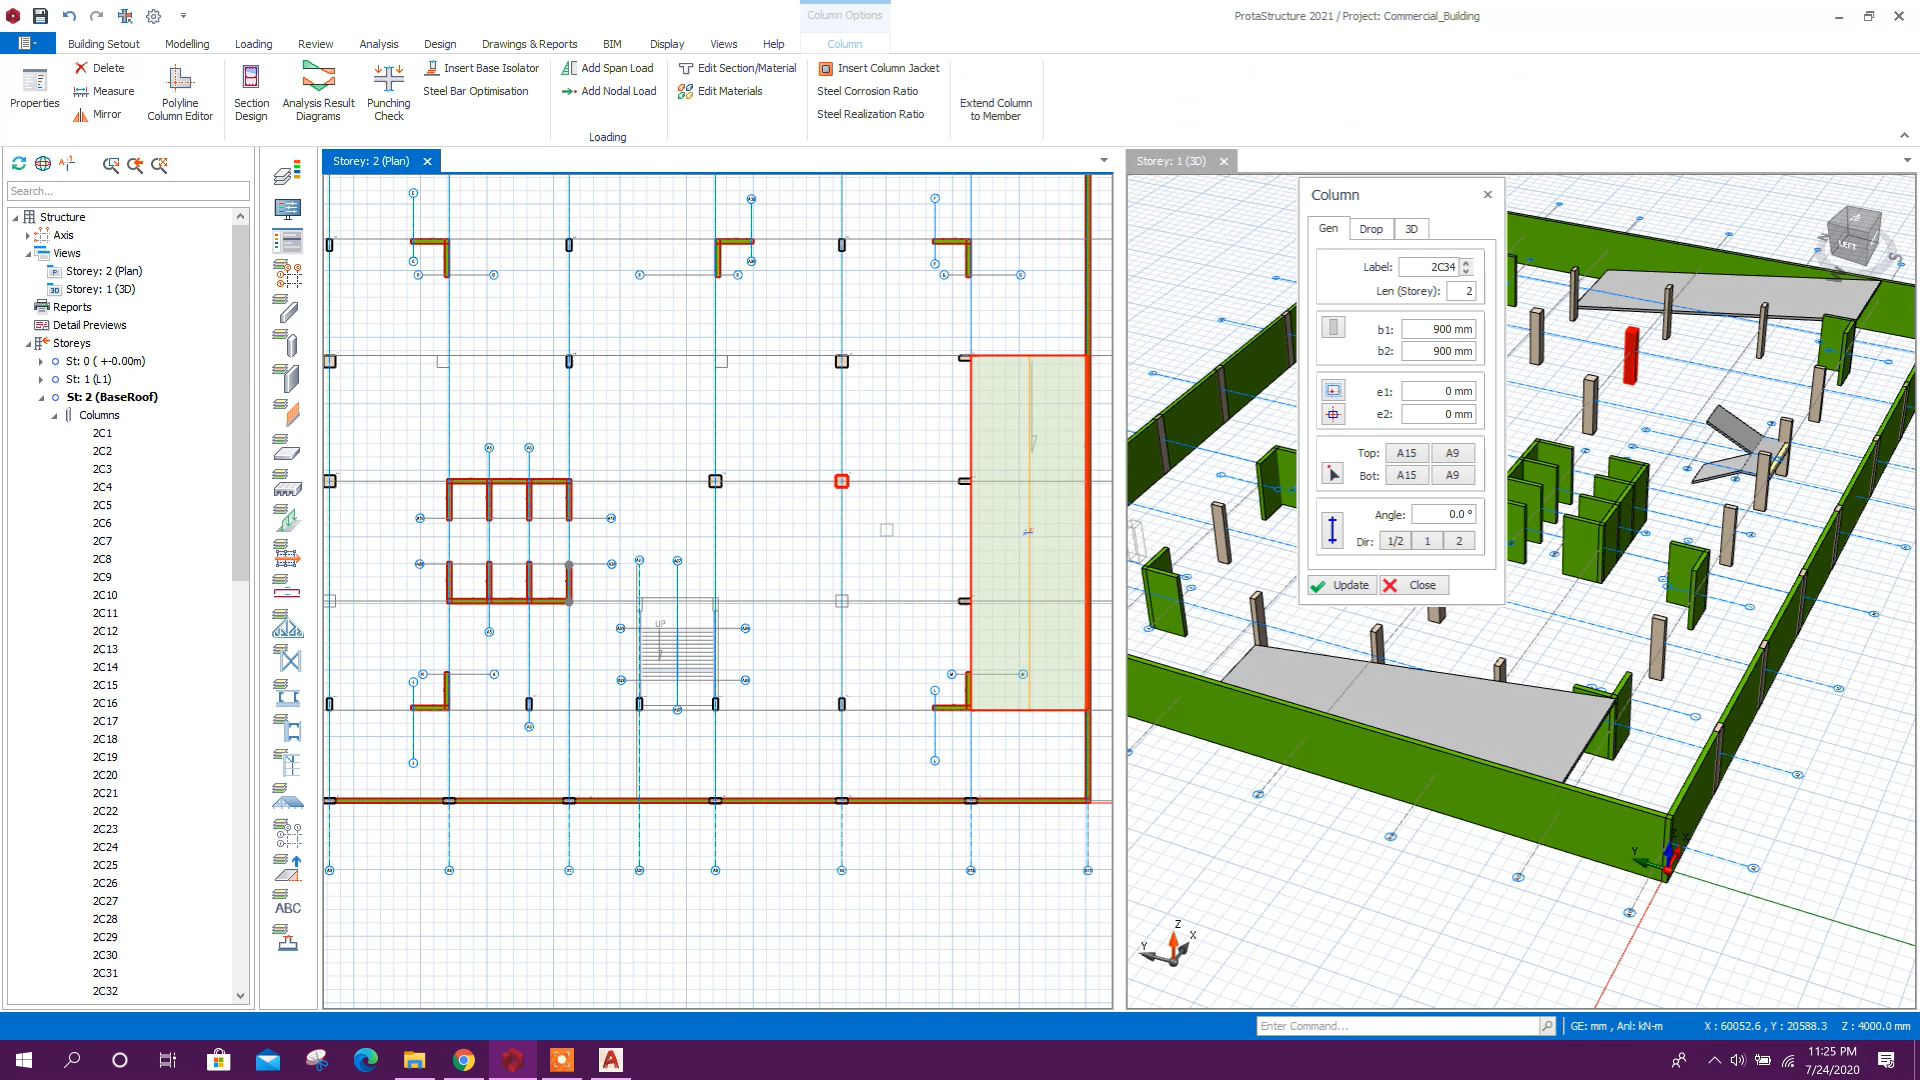 Column Options
ProtaStructure 2021 / Project: Commercial_Building
Building Setout
Modelling
Loading
Review
Analysis
Design
Drawings & Reports
BIM
Display
Views
Help
Column
Properties
Delete
Measure
Mirror
Polyline
Column Editor
Section
Design
Analysis Result
Diagrams
Punching
Check
Insert Base Isolator
Steel Bar Optimisation
Add Span Load
Add Nodal Load
Loading
Edit Section/Material
Edit Materials
Insert Column Jacket
Steel Corrosion Ratio
Steel Realization Ratio
Extend Column
to Member
Search...
Structure
Axis
Views
Storey: 2 (Plan)
Storey: 1 (3D)
Reports
Detail Previews
Storeys
St: 0 ( +-0.00m)
St: 1 (L1)
St: 2 (BaseRoof)
Columns
2C1
2C2
2C3
2C4
2C5
2C6
2C7
2C8
2C9
2C10
2C11
2C12
2C13
2C14
2C15
2C16
2C17
2C18
2C19
2C20
2C21
2C22
2C23
2C24
2C25
2C26
2C27
2C28
2C29
2C30
2C31
2C32
ABC
Storey: 2 (Plan)
UP
Storey: 1 (3D)
LEFT
Column
Gen
Drop
3D
Label: 2C34
Len (Storey): 2
b1: 900 mm
b2: 900 mm
e1: 0 mm
e2: 0 mm
Top: A15 A9
Bot: A15 A9
Angle: 0.0 °
Dir: 1/2 1 2
Update
Close
Z
X
Y
Z
X
Y
Enter Command...
GE: mm , Anl: kN-m
X : 60052.6 , Y : 20588.3
Z : 4000.0 mm
11:25 PM
7/24/2020